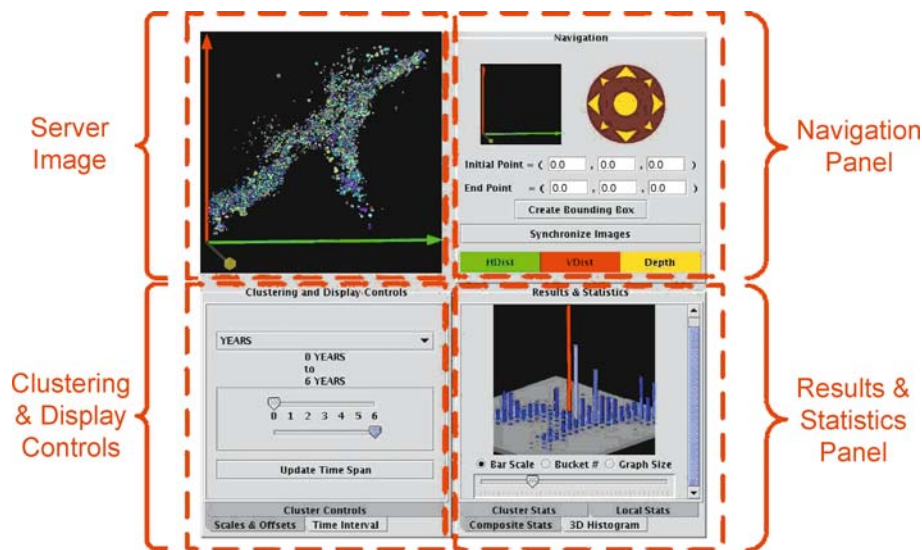 Server
Image
Navigation
Initial Point = ( 0.0 , 0.0 , 0.0 )
End Point = ( 0.0 , 0.0 , 0.0 )
Create Bounding Box
Synchronize Images
HDist VDist Depth
Navigation
Panel
Clustering
& Display
Controls
Clustering and Display Controls
YEARS
0 YEARS
to
6 YEARS
0 1 2 3 4 5 6
Update Time Span
Cluster Controls
Scales & Offsets Time Interval
Results & Statistics
Bar Scale Bucket # Graph Size
Cluster Stats Local Stats
Composite Stats 3D Histogram
Results &
Statistics
Panel